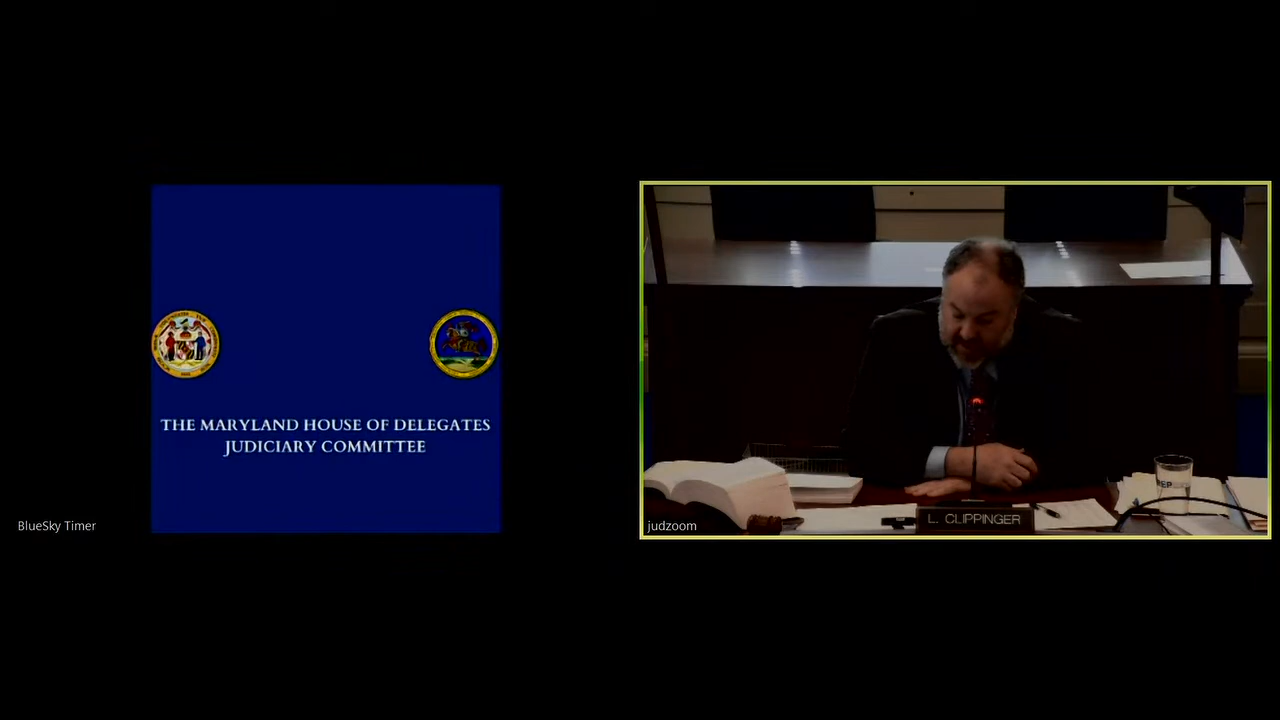 THE MARYLAND HOUSE OF DELEGATES
JUDICIARY COMMITTEE
BlueSky Timer
judzoom
L. CLIPPINGER